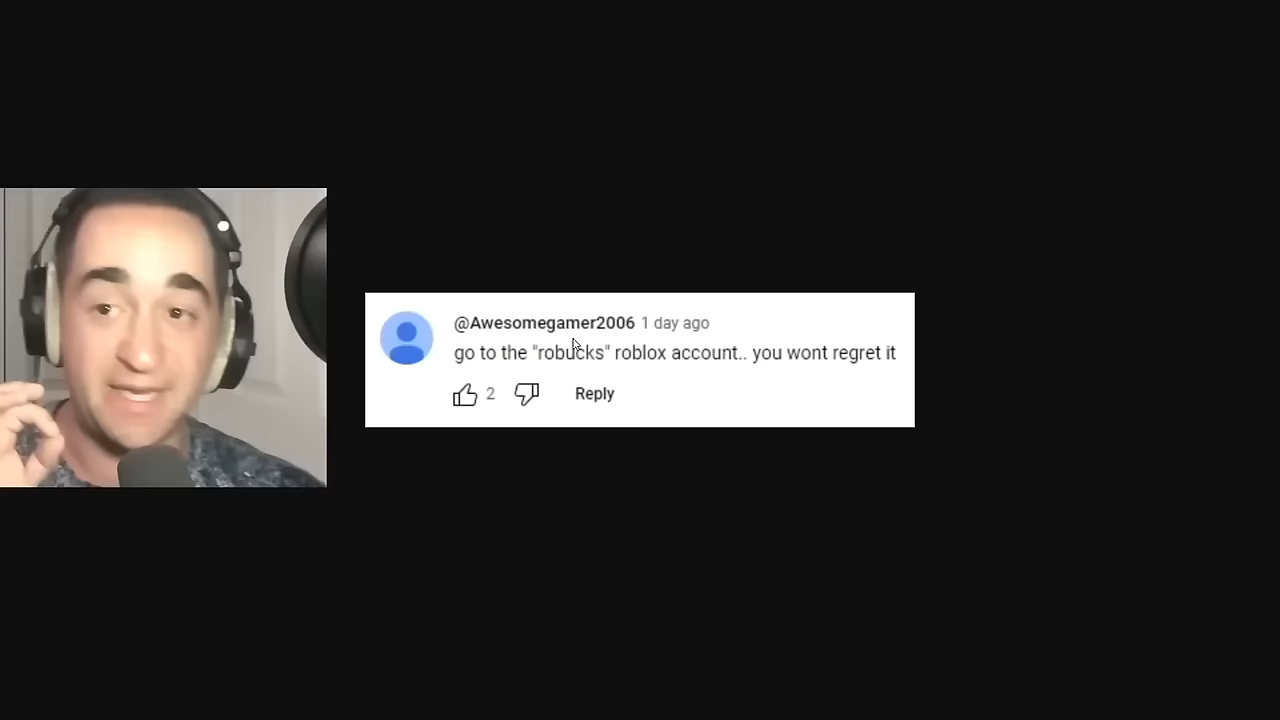 @Awesomegamer2006 1 day ago
go to the "robucks" roblox account.. you wont regret it
2 Reply